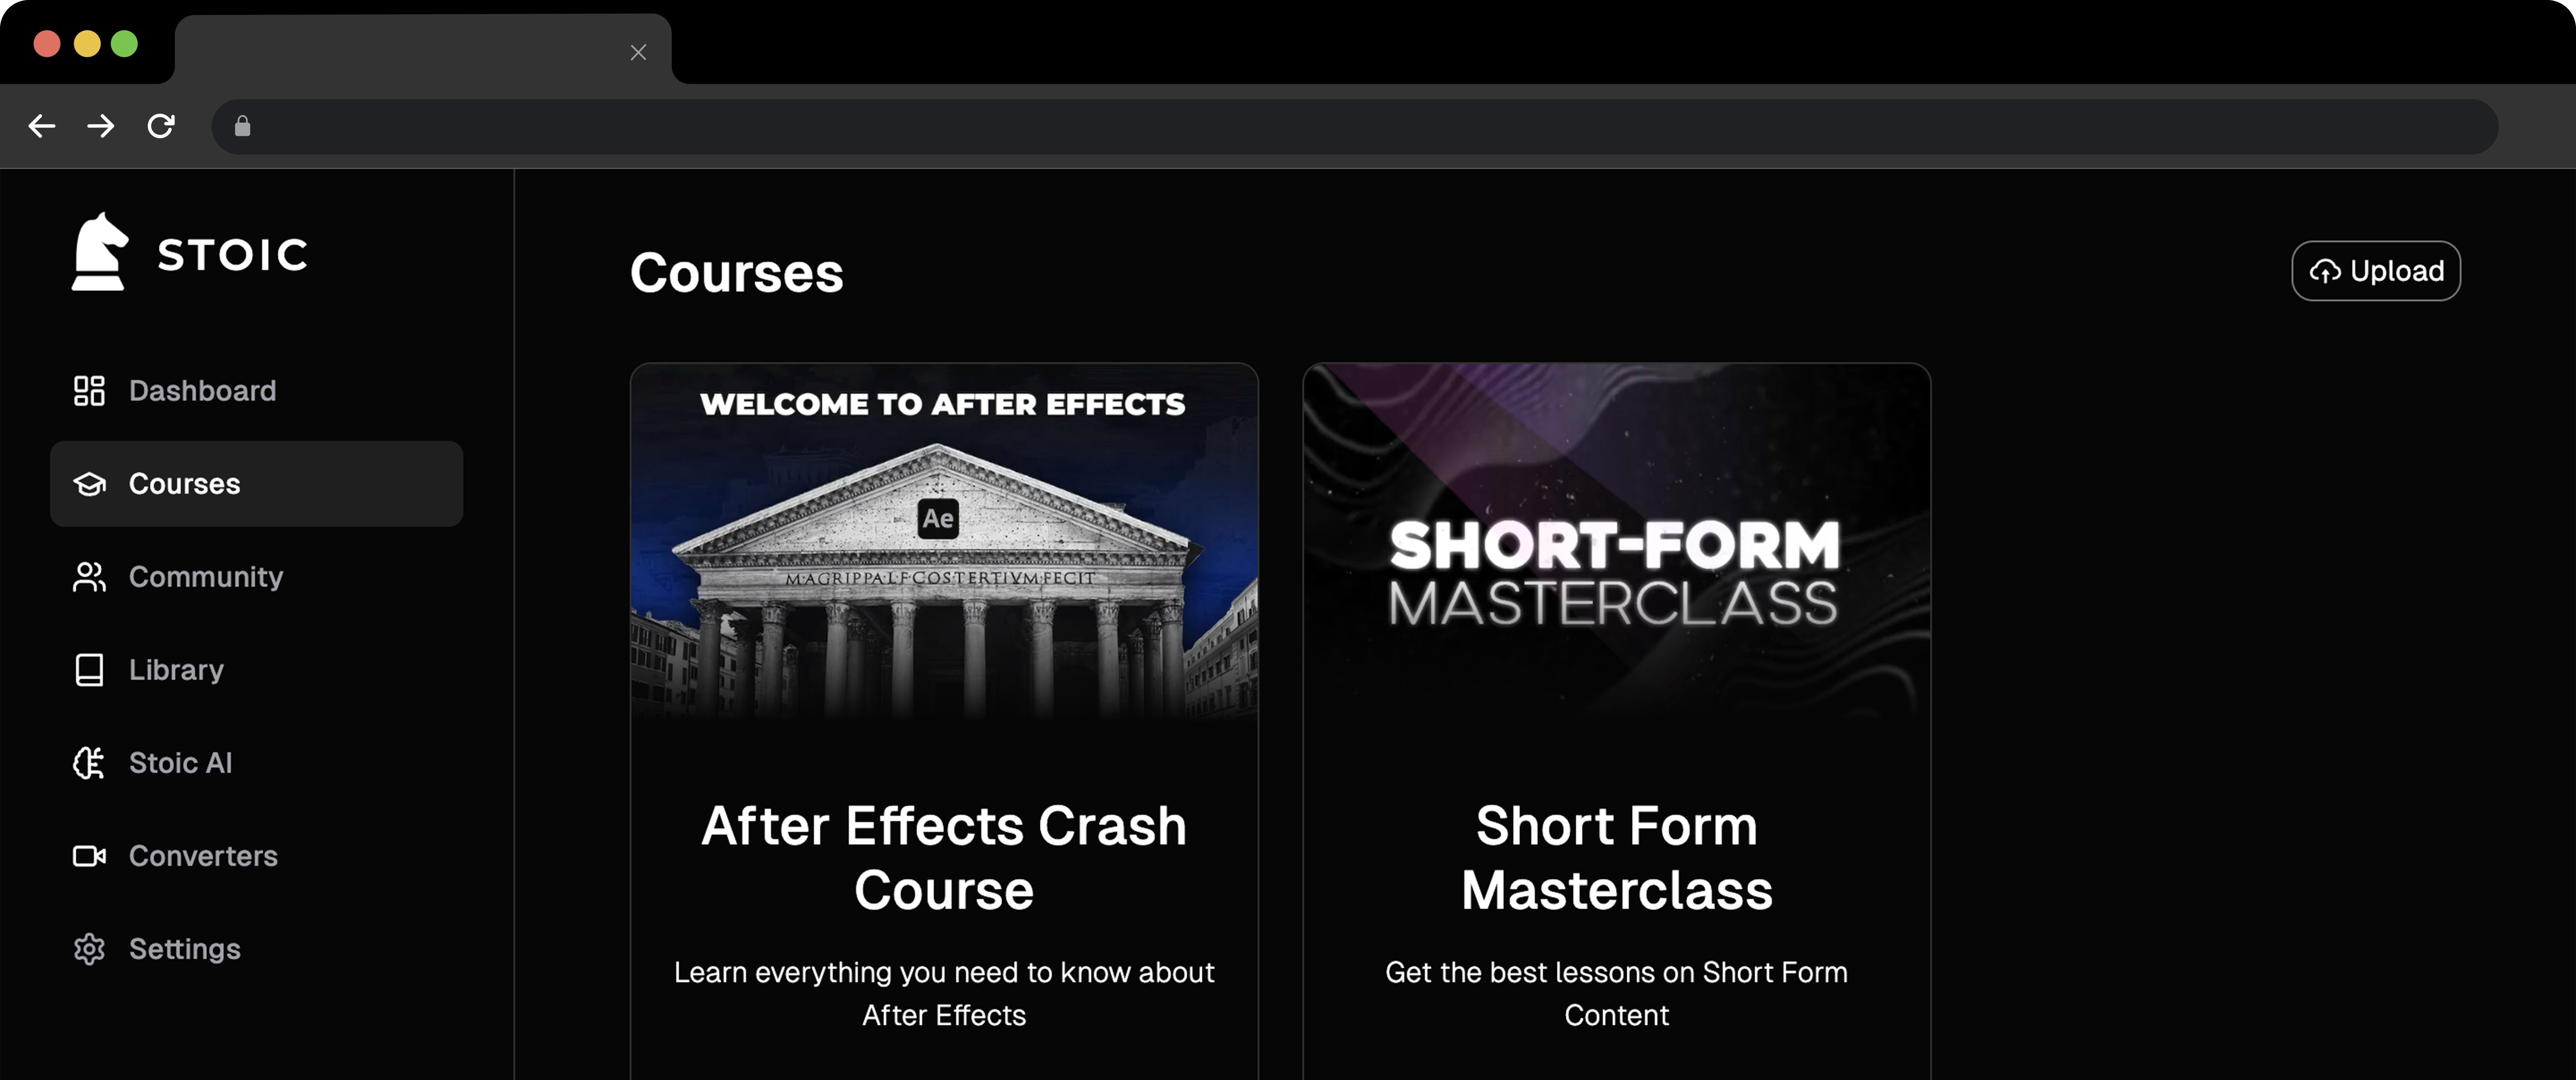 STOIC
Dashboard
Courses
Community
Library
Stoic AI
Converters
Settings
Courses
Upload
WELCOME TO AFTER EFFECTS
Ae
M·AGRIPPA·L·F·COS·TERTIVM·FECIT
After Effects Crash
Course
Learn everything you need to know about
After Effects
SHORT-FORM
MASTERCLASS
Short Form
Masterclass
Get the best lessons on Short Form
Content